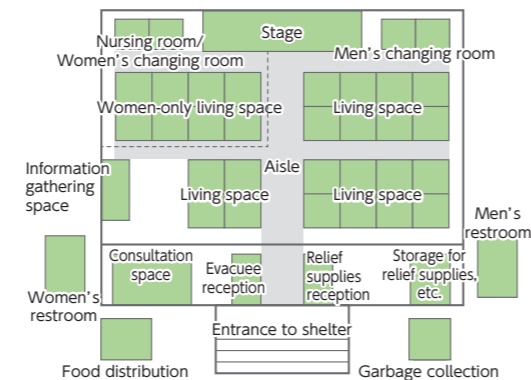 Stage
Nursing room/
Women's changing room
Men's changing room
Women-only living space
Living space
Aisle
Information
gathering
space
Living space
Living space
Men's
restroom
Consultation
space
Evacuee
reception
Relief
supplies
reception
Storage for
relief supplies,
etc.
Women's
restroom
Entrance to shelter
Food distribution
Garbage collection